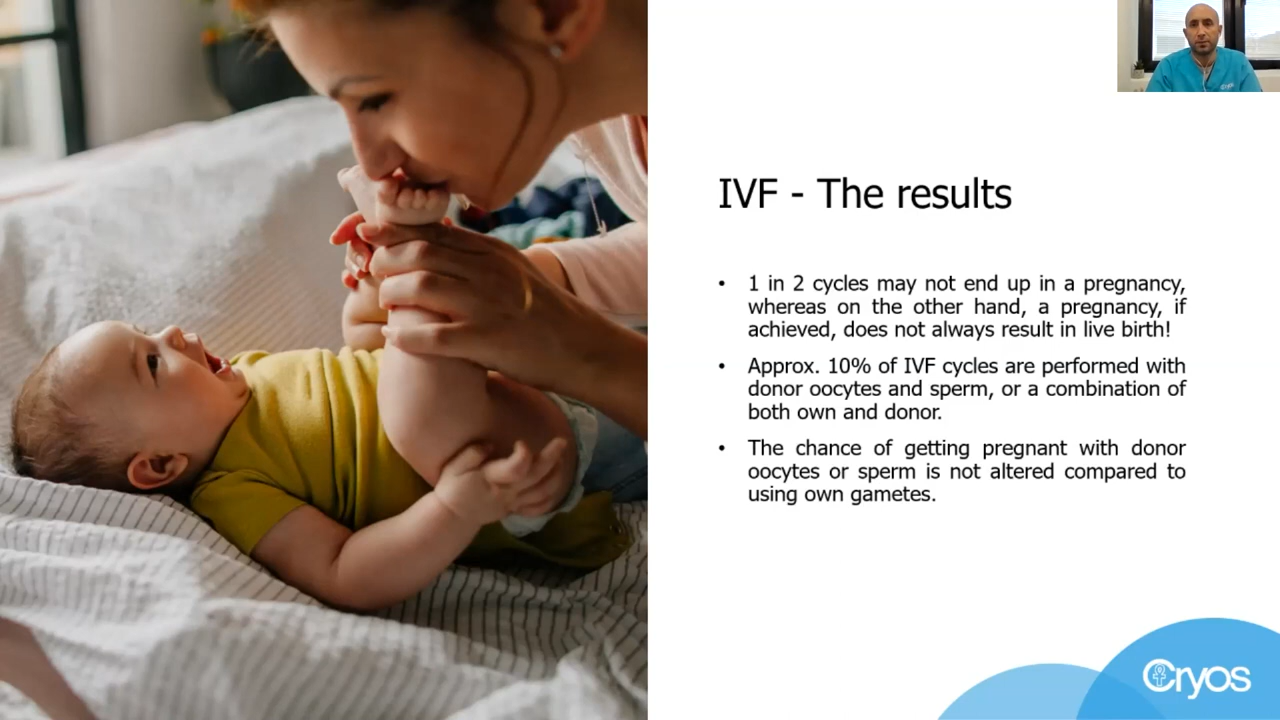 IVF - The results
• 1 in 2 cycles may not end up in a pregnancy,
whereas on the other hand, a pregnancy, if
achieved, does not always result in live birth!
• Approx. 10% of IVF cycles are performed with
donor oocytes and sperm, or a combination of
both own and donor.
• The chance of getting pregnant with donor
oocytes or sperm is not altered compared to
using own gametes.
Cryos